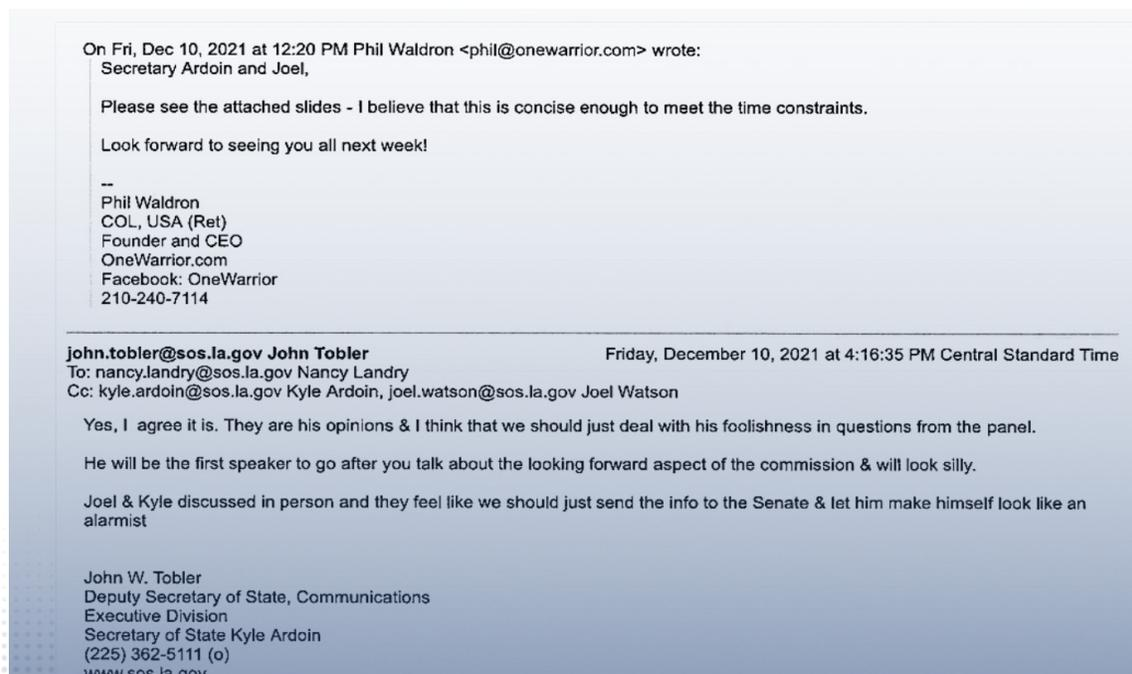 On Fri, Dec 10, 2021 at 12:20 PM Phil Waldron <phil@onewarrior.com> wrote:
Secretary Ardoin and Joel,
Please see the attached slides - I believe that this is concise enough to meet the time constraints.
Look forward to seeing you all next week!
--
Phil Waldron
COL, USA (Ret)
Founder and CEO
OneWarrior.com
Facebook: OneWarrior
210-240-7114
john.tobler@sos.la.gov John Tobler Friday, December 10, 2021 at 4:16:35 PM Central Standard Time
To: nancy.landry@sos.la.gov Nancy Landry
Cc: kyle.ardoin@sos.la.gov Kyle Ardoin, joel.watson@sos.la.gov Joel Watson
Yes, I agree it is. They are his opinions & I think that we should just deal with his foolishness in questions from the panel.
He will be the first speaker to go after you talk about the looking forward aspect of the commission & will look silly.
Joel & Kyle discussed in person and they feel like we should just send the info to the Senate & let him make himself look like an
alarmist
John W. Tobler
Deputy Secretary of State, Communications
Executive Division
Secretary of State Kyle Ardoin
(225) 362-5111 (o)
www.sos.la.gov